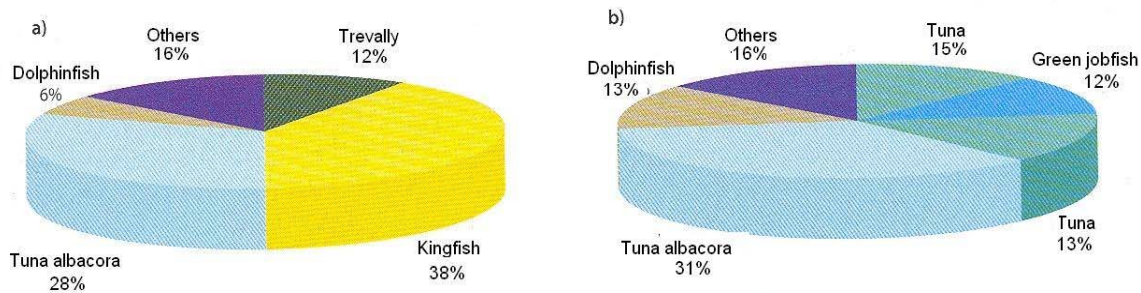 a)
Others
16%
Trevally
12%
Dolphinfish
6%
Tuna albacora
28%
Kingfish
38%
b)
Others
16%
Tuna
15%
Dolphinfish
13%
Green jobfish
12%
Tuna albacora
31%
Tuna
13%